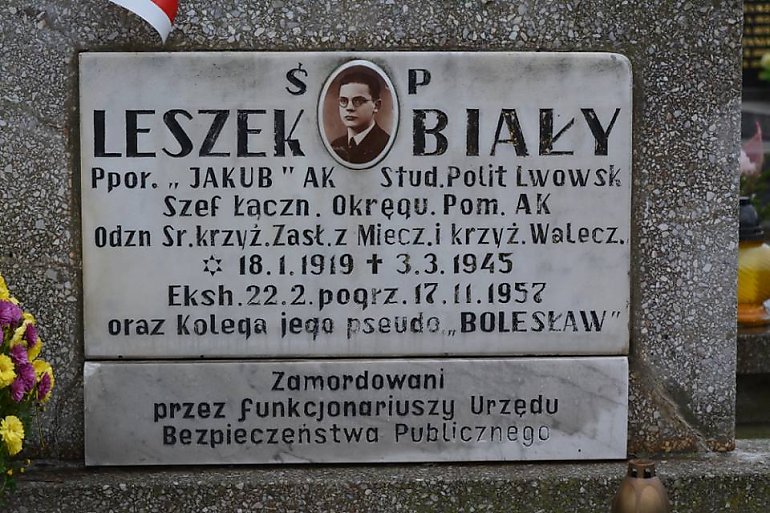 Ś P
LESZEK BIAŁY
Ppor. „JAKUB" AK Stud. Polit Lwowsk
Szef Łączn. Okręgu. Pom. AK
Odzn Sr. krzyż. Zasł. z Miecz. i krzyż. Walecz.
✡ 18.1.1919 ✝ 3.3.1945
Eksh. 22.2. pogrz. 17.11.1957
oraz Kolega jego pseudo „BOLESŁAW"
Zamordowani
przez funkcjonariuszy Urzędu
Bezpieczeństwa Publicznego